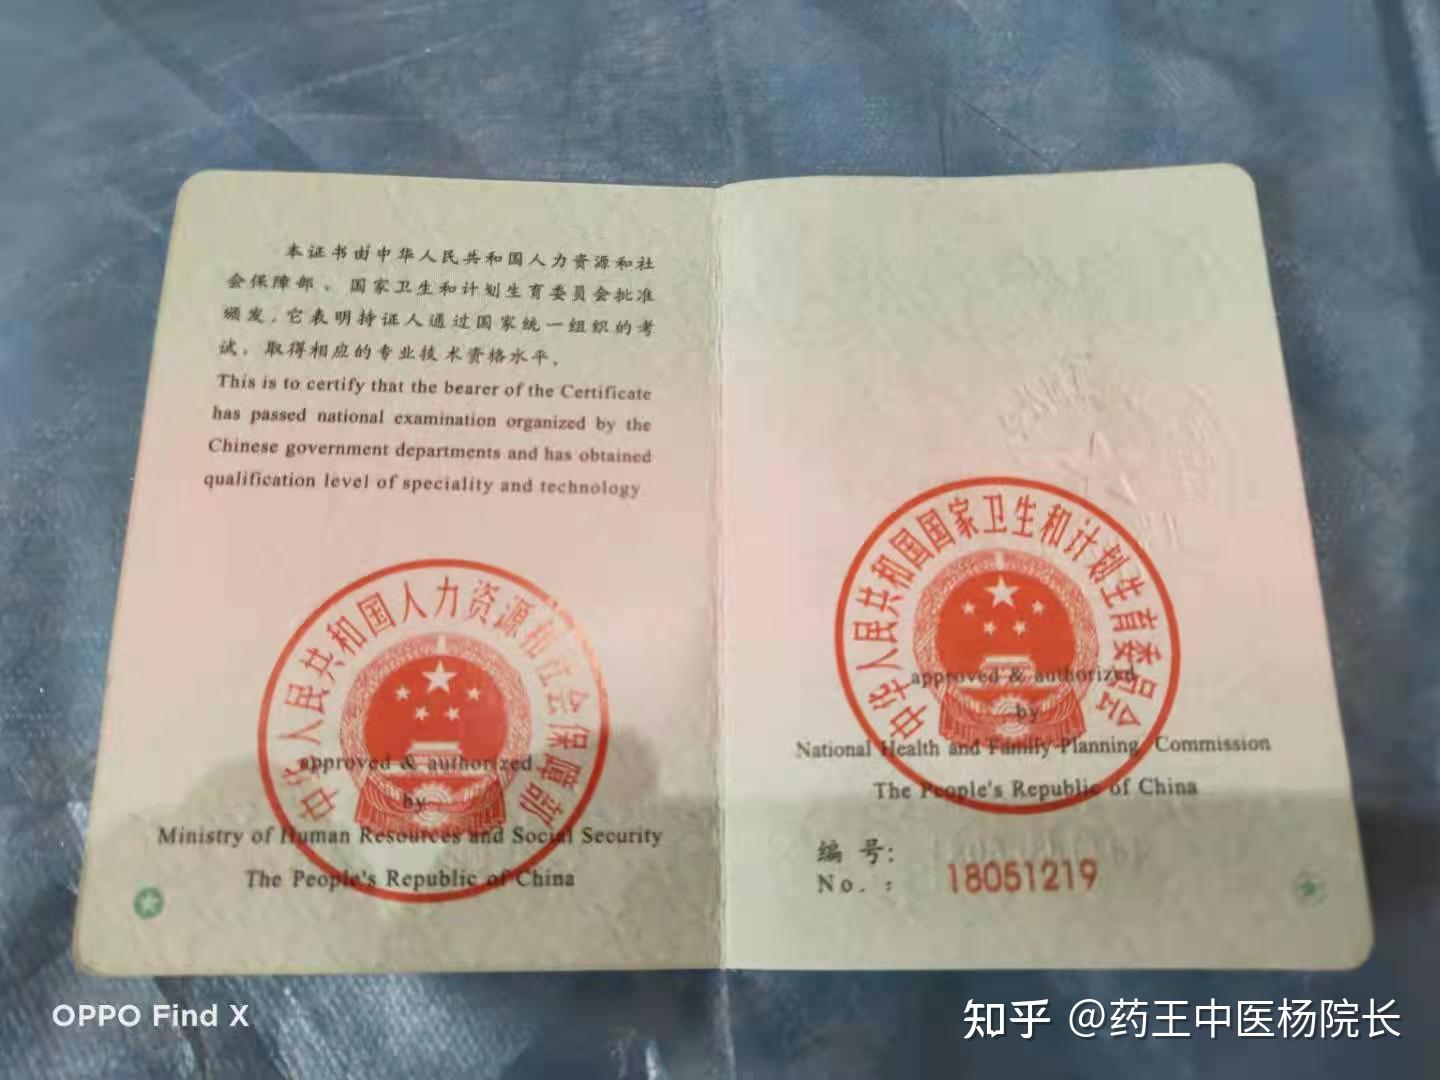 本证书由中华人民共和国人力资源和社
会保障部、国家卫生和计划生育委员会批准
颁发,它表明持证人通过国家统一组织的考
试,取得相应的专业技术资格水平。
This is to certify that the bearer of the Certificate
has passed national examination organized by the
Chinese government departments and has obtained
qualification level of speciality and technology
中华人民共和国人力资源和社会保障部
approved & authorized
by
Ministry of Human Resources and Social Security
The People's Republic of China
中华人民共和国国家卫生和计划生育委员会
approved & authorized
by
National Health and Family Planning Commission
The People's Republic of China
编 号:
No. : 18051219
OPPO Find X
知乎 @药王中医杨院长